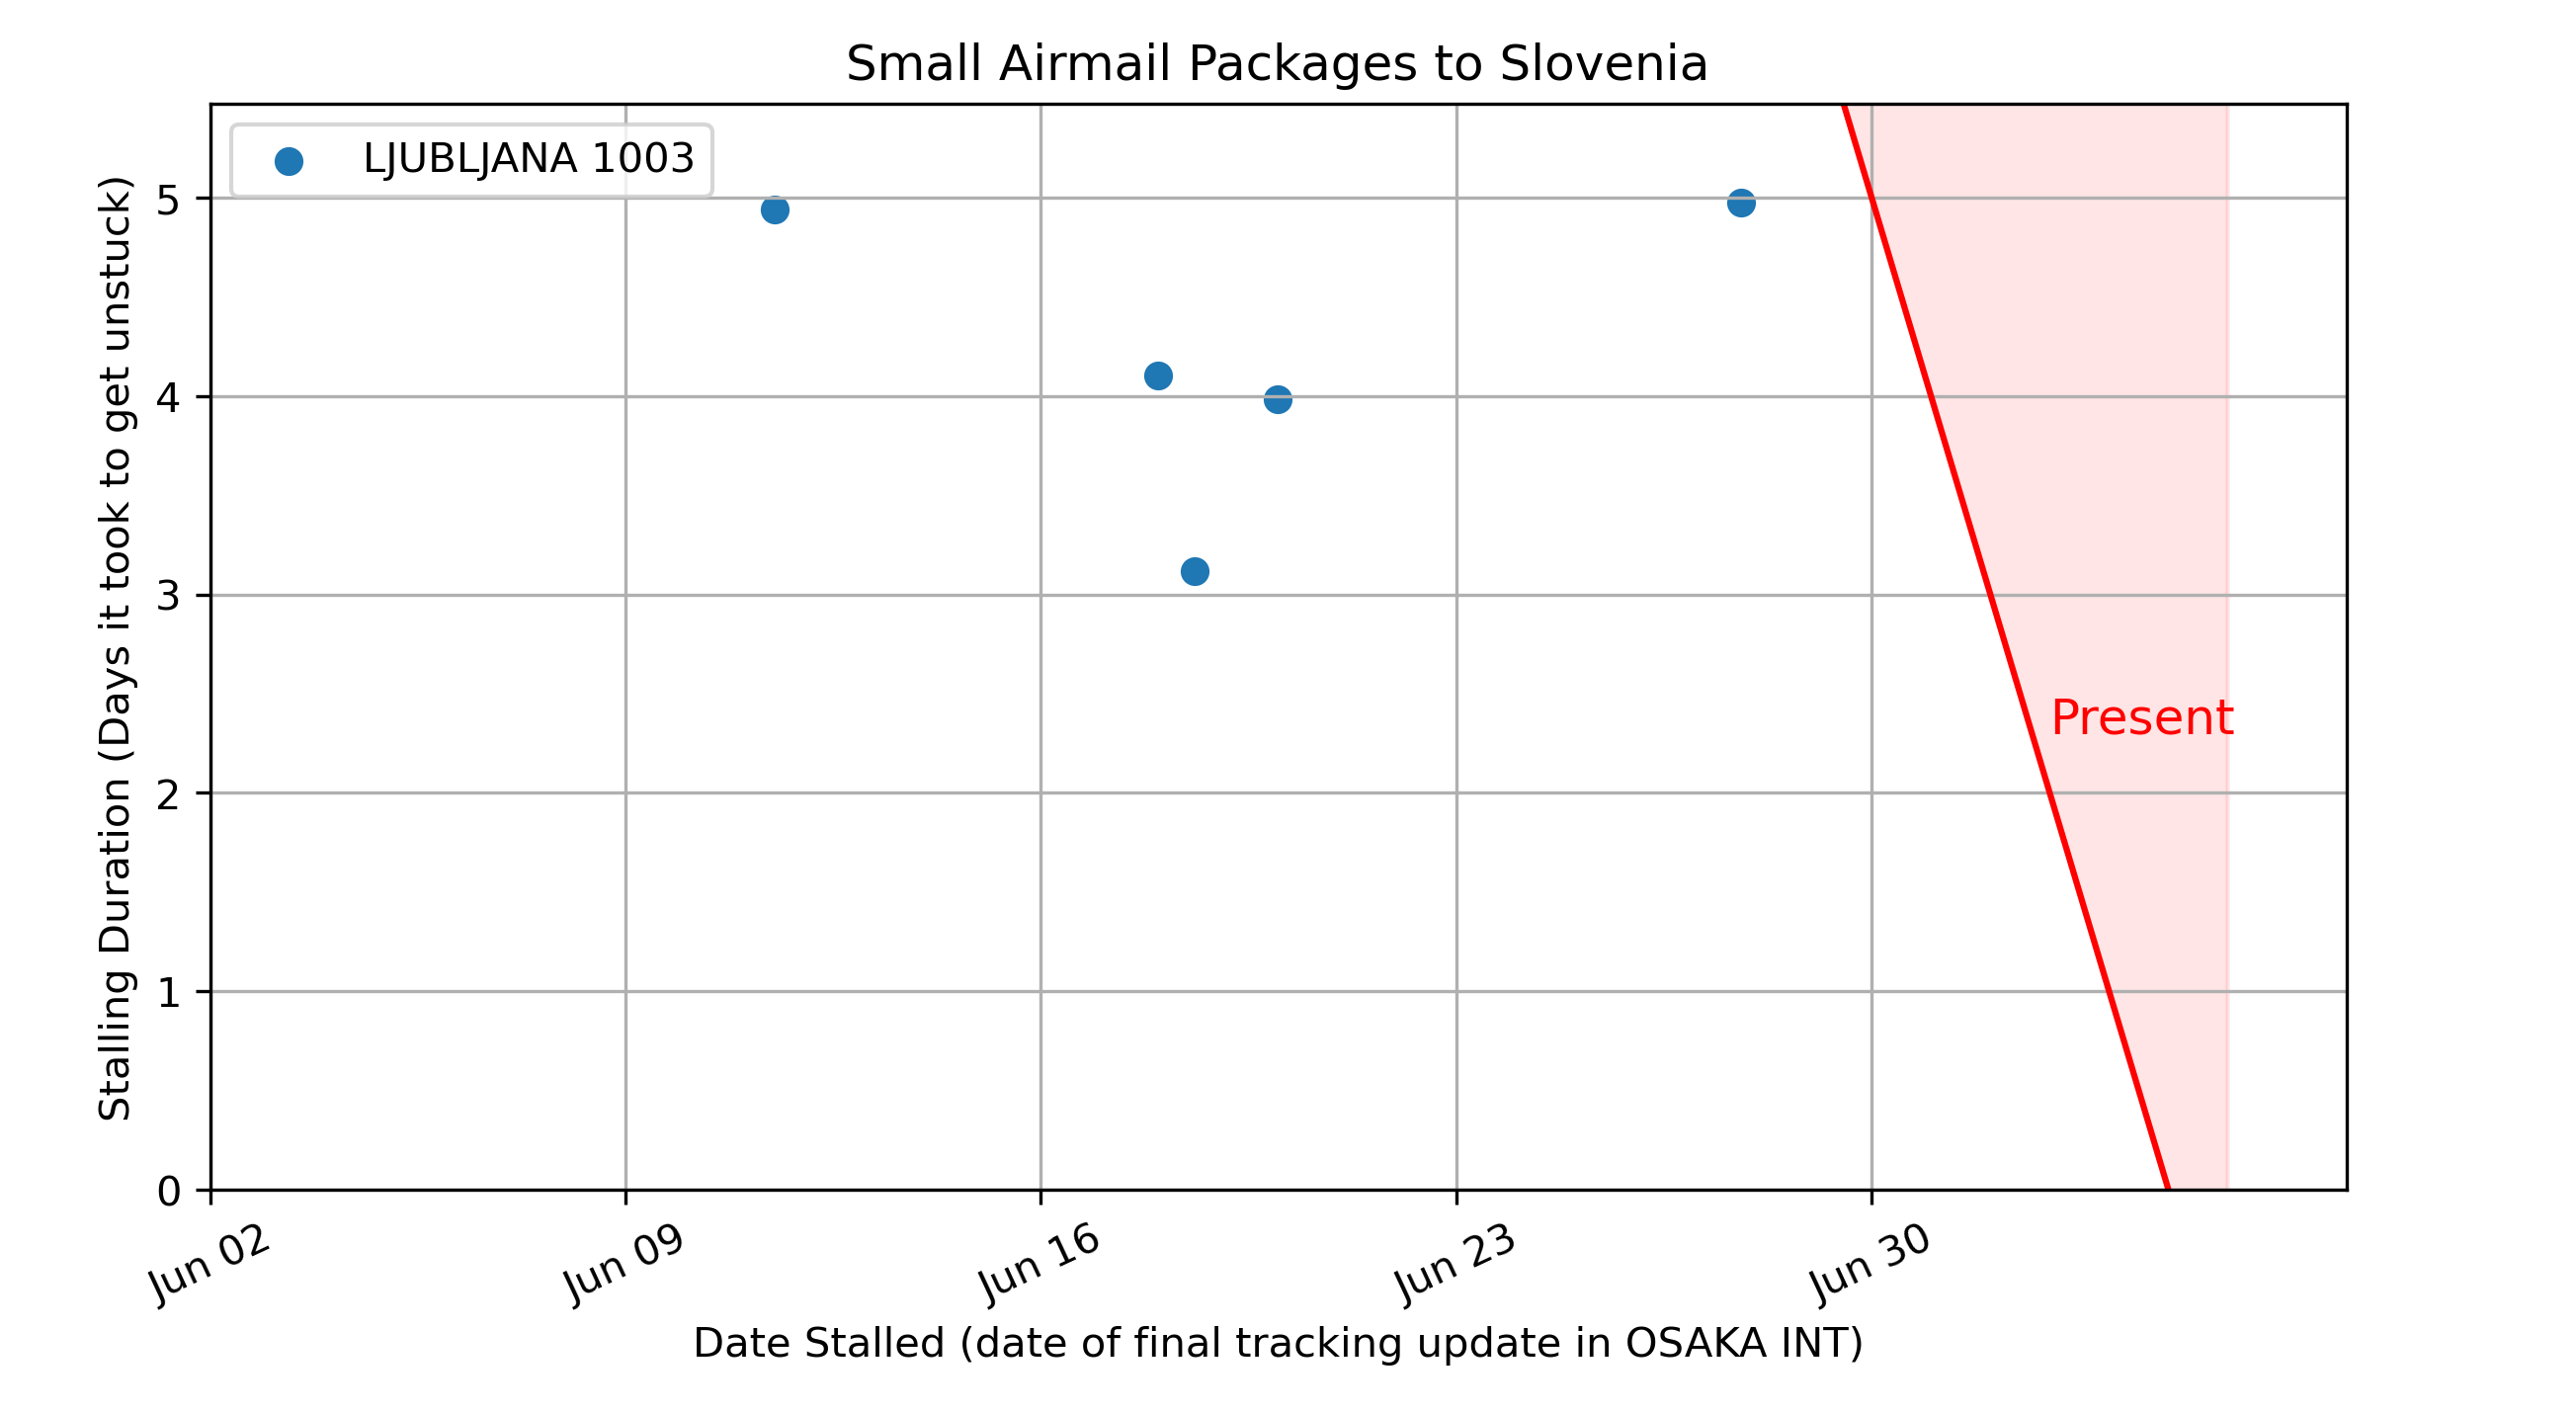 Small Airmail Packages to Slovenia
LJUBLJANA 1003
Stalling Duration (Days it took to get unstuck)
5
4
3
2
1
0
Present
Jun 02
Jun 09
Jun 16
Jun 23
Jun 30
Date Stalled (date of final tracking update in OSAKA INT)